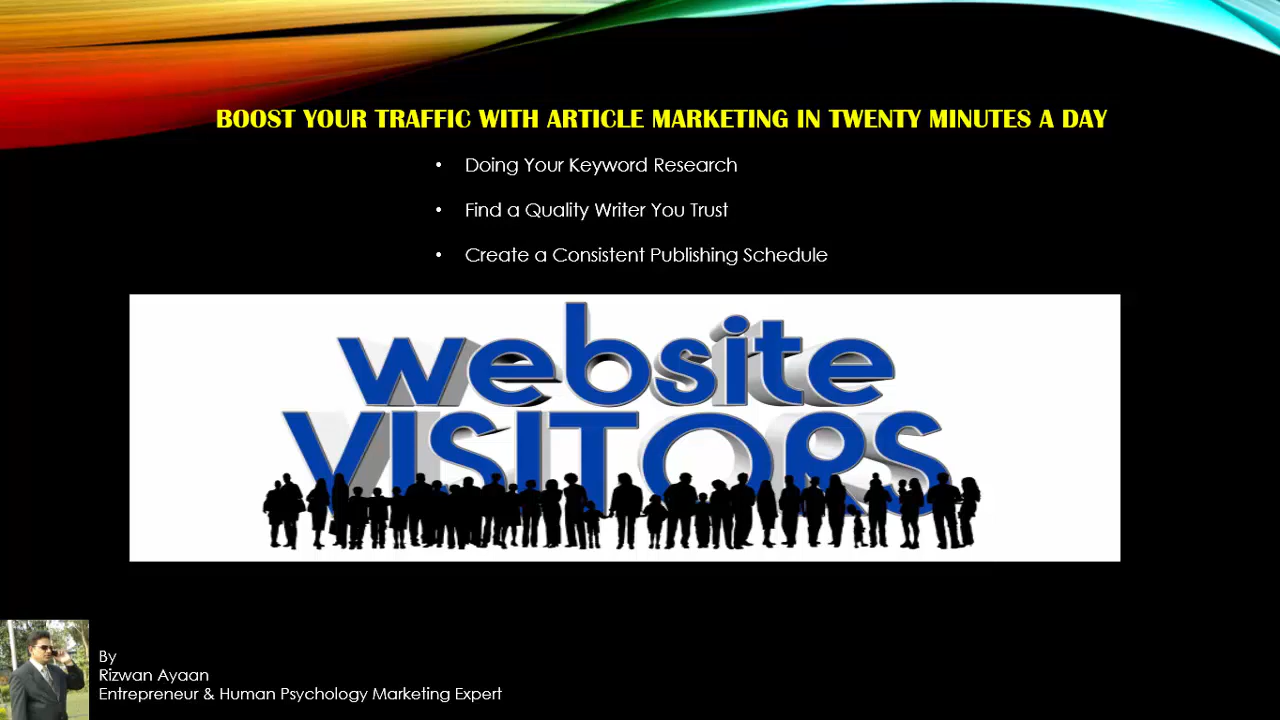 BOOST YOUR TRAFFIC WITH ARTICLE MARKETING IN TWENTY MINUTES A DAY
• Doing Your Keyword Research
• Find a Quality Writer You Trust
• Create a Consistent Publishing Schedule
website
VISITORS
By
Rizwan Ayaan
Entrepreneur & Human Psychology Marketing Expert